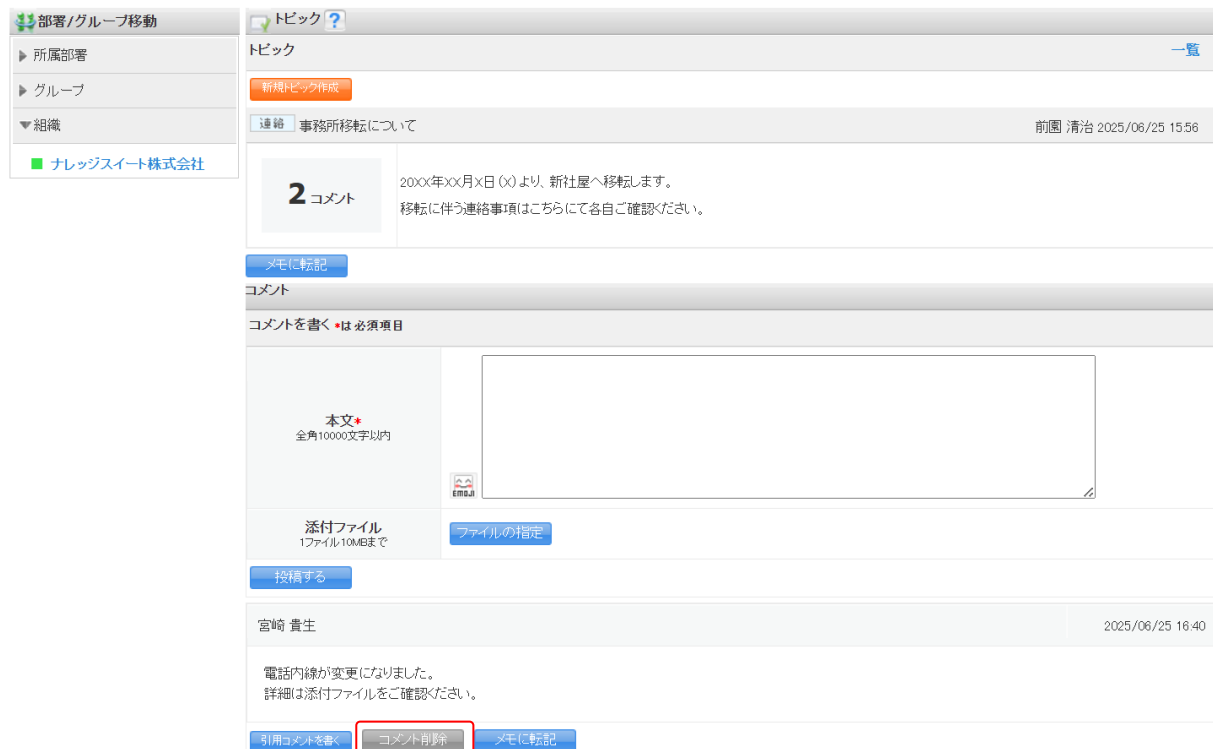 部署/グループ移動
所属部署
グループ
組織
ナレッジスイート株式会社
トピック ?
トピック 一覧
新規トピック作成
連絡 事務所移転について 前園 清治 2025/06/25 15:56
2 コメント
20XX年XX月X日(X)より、新社屋へ移転します。
移転に伴う連絡事項はこちらにて各自ご確認ください。
メモに転記
コメント
コメントを書く *は必須項目
本文*
全角10000文字以内
EMOJI
添付ファイル
1ファイル10MBまで
ファイルの指定
投稿する
宮崎 貴生 2025/06/25 16:40
電話内線が変更になりました。
詳細は添付ファイルをご確認ください。
引用コメントを書く コメント削除 メモに転記